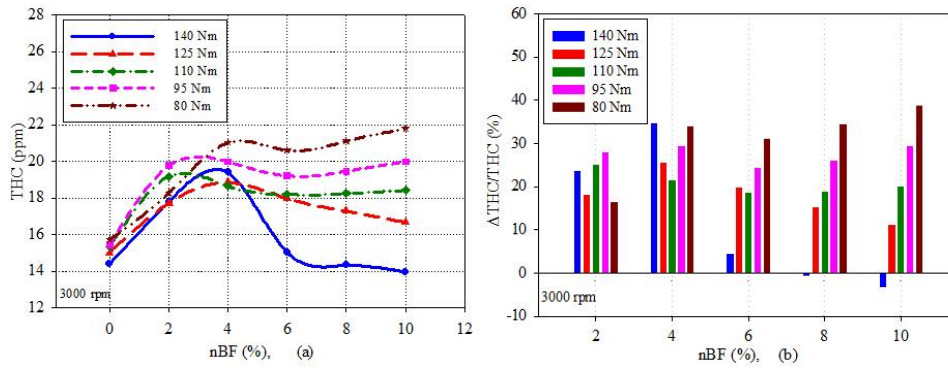 28
26
24
22
20
18
16
14
12
THC (ppm)
140 Nm
125 Nm
110 Nm
95 Nm
80 Nm
3000 rpm
0 2 4 6 8 10 12
nBF (%), (a)
60
50
40
30
20
10
0
-10
Δ THC/THC (%)
140 Nm
125 Nm
110 Nm
95 Nm
80 Nm
3000 rpm
2 4 6 8 10
nBF (%), (b)